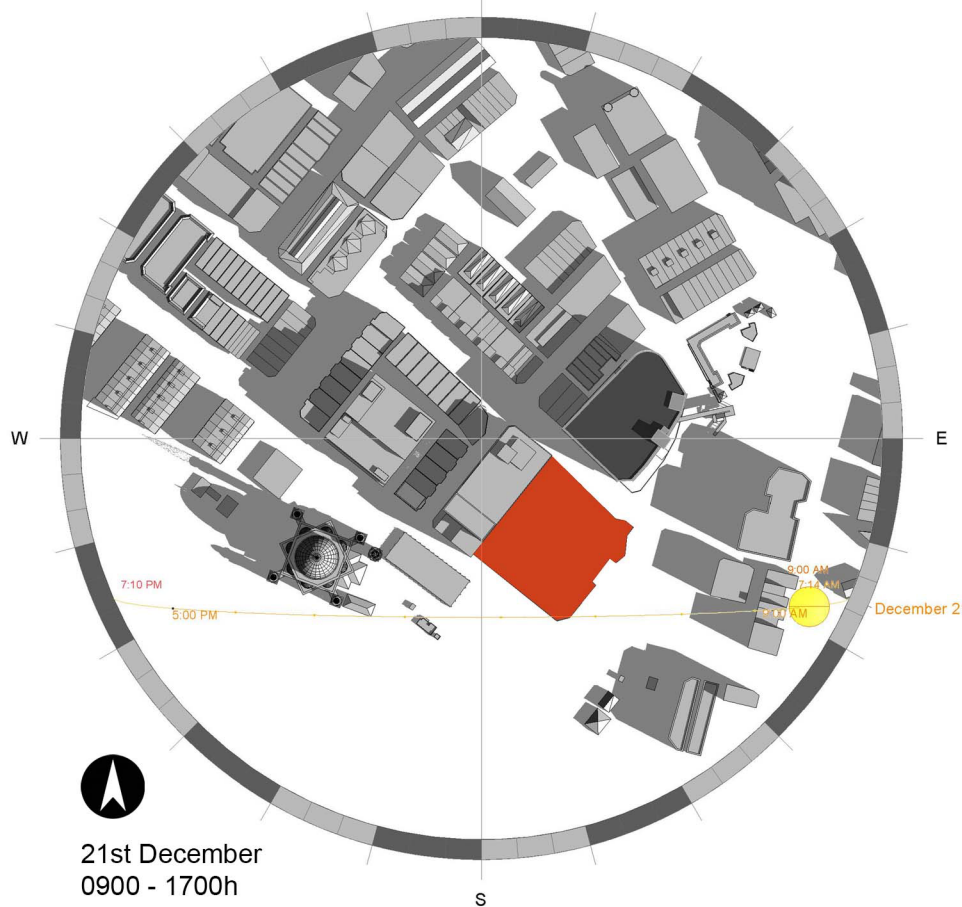 W
E
9:00 AM
7:14 AM
7:10 PM
December 2
5:00 PM
21st December
0900 - 1700h
S